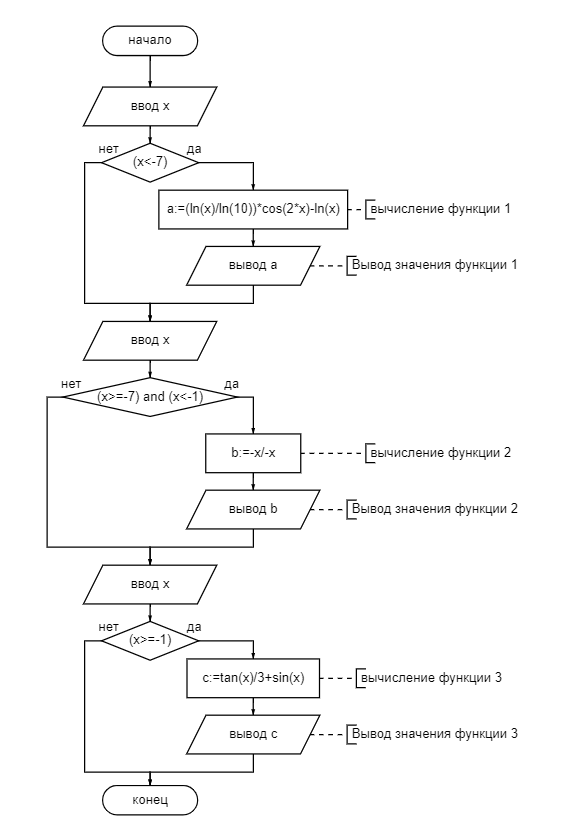 начало
ввод x
нет
да
(x<-7)
a:=(ln(x)/ln(10))*cos(2*x)-ln(x)
вычисление функции 1
вывод a
Вывод значения функции 1
ввод x
нет
да
(x>=-7) and (x<-1)
b:=-x/-x
вычисление функции 2
вывод b
Вывод значения функции 2
ввод x
нет
да
(x>=-1)
c:=tan(x)/3+sin(x)
вычисление функции 3
вывод c
Вывод значения функции 3
конец